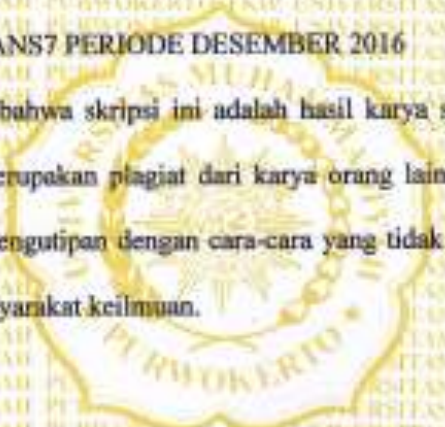 ANS7 PERIODE DESEMBER 2016
bahwa skripsi ini adalah hasil karya s
erupakan plagiat dari karya orang lain
engutipan dengan cara-cara yang tidak
yarakat keilmuan.
PURWOKERTO